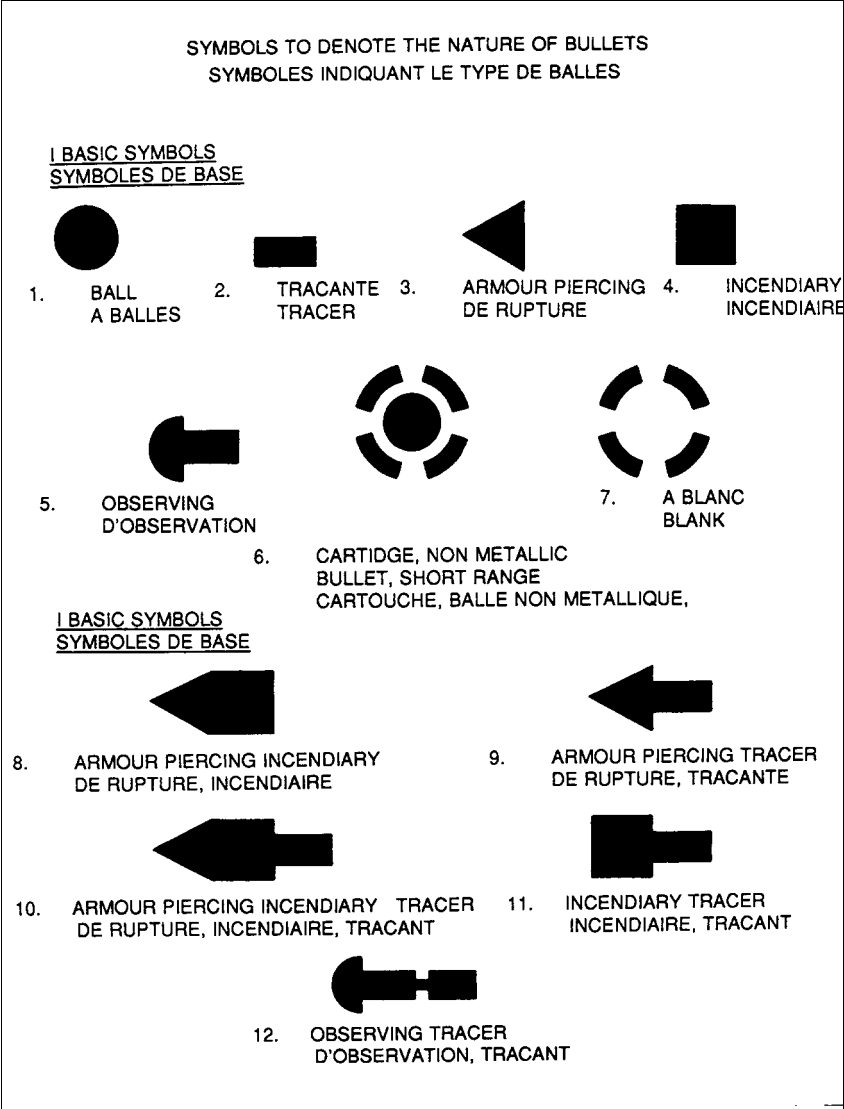 SYMBOLS TO DENOTE THE NATURE OF BULLETS
SYMBOLES INDIQUANT LE TYPE DE BALLES
I BASIC SYMBOLS
SYMBOLES DE BASE
1. BALL
A BALLES
2. TRACANTE
TRACER
3. ARMOUR PIERCING
DE RUPTURE
4. INCENDIARY
INCENDIAIRE
5. OBSERVING
D'OBSERVATION
6. CARTIDGE, NON METALLIC
BULLET, SHORT RANGE
CARTOUCHE, BALLE NON METALLIQUE,
7. A BLANC
BLANK
I BASIC SYMBOLS
SYMBOLES DE BASE
8. ARMOUR PIERCING INCENDIARY
DE RUPTURE, INCENDIAIRE
9. ARMOUR PIERCING TRACER
DE RUPTURE, TRACANTE
10. ARMOUR PIERCING INCENDIARY TRACER
DE RUPTURE, INCENDIAIRE, TRACANT
11. INCENDIARY TRACER
INCENDIAIRE, TRACANT
12. OBSERVING TRACER
D'OBSERVATION, TRACANT